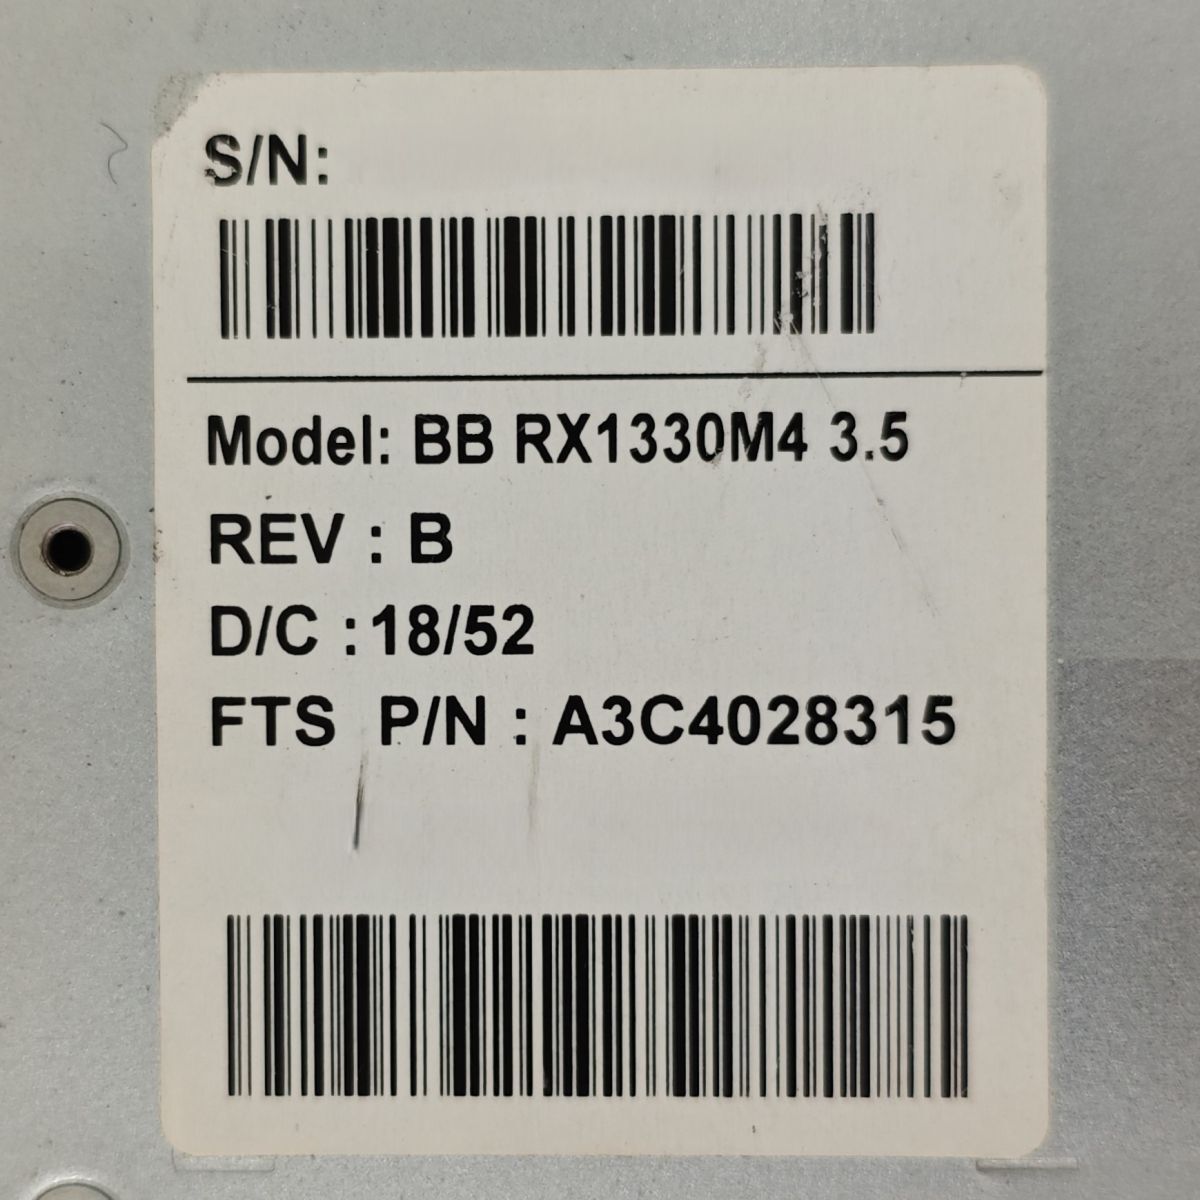 S/N:
Model: BB RX1330M4 3.5
REV : B
D/C : 18/52
FTS P/N : A3C4028315